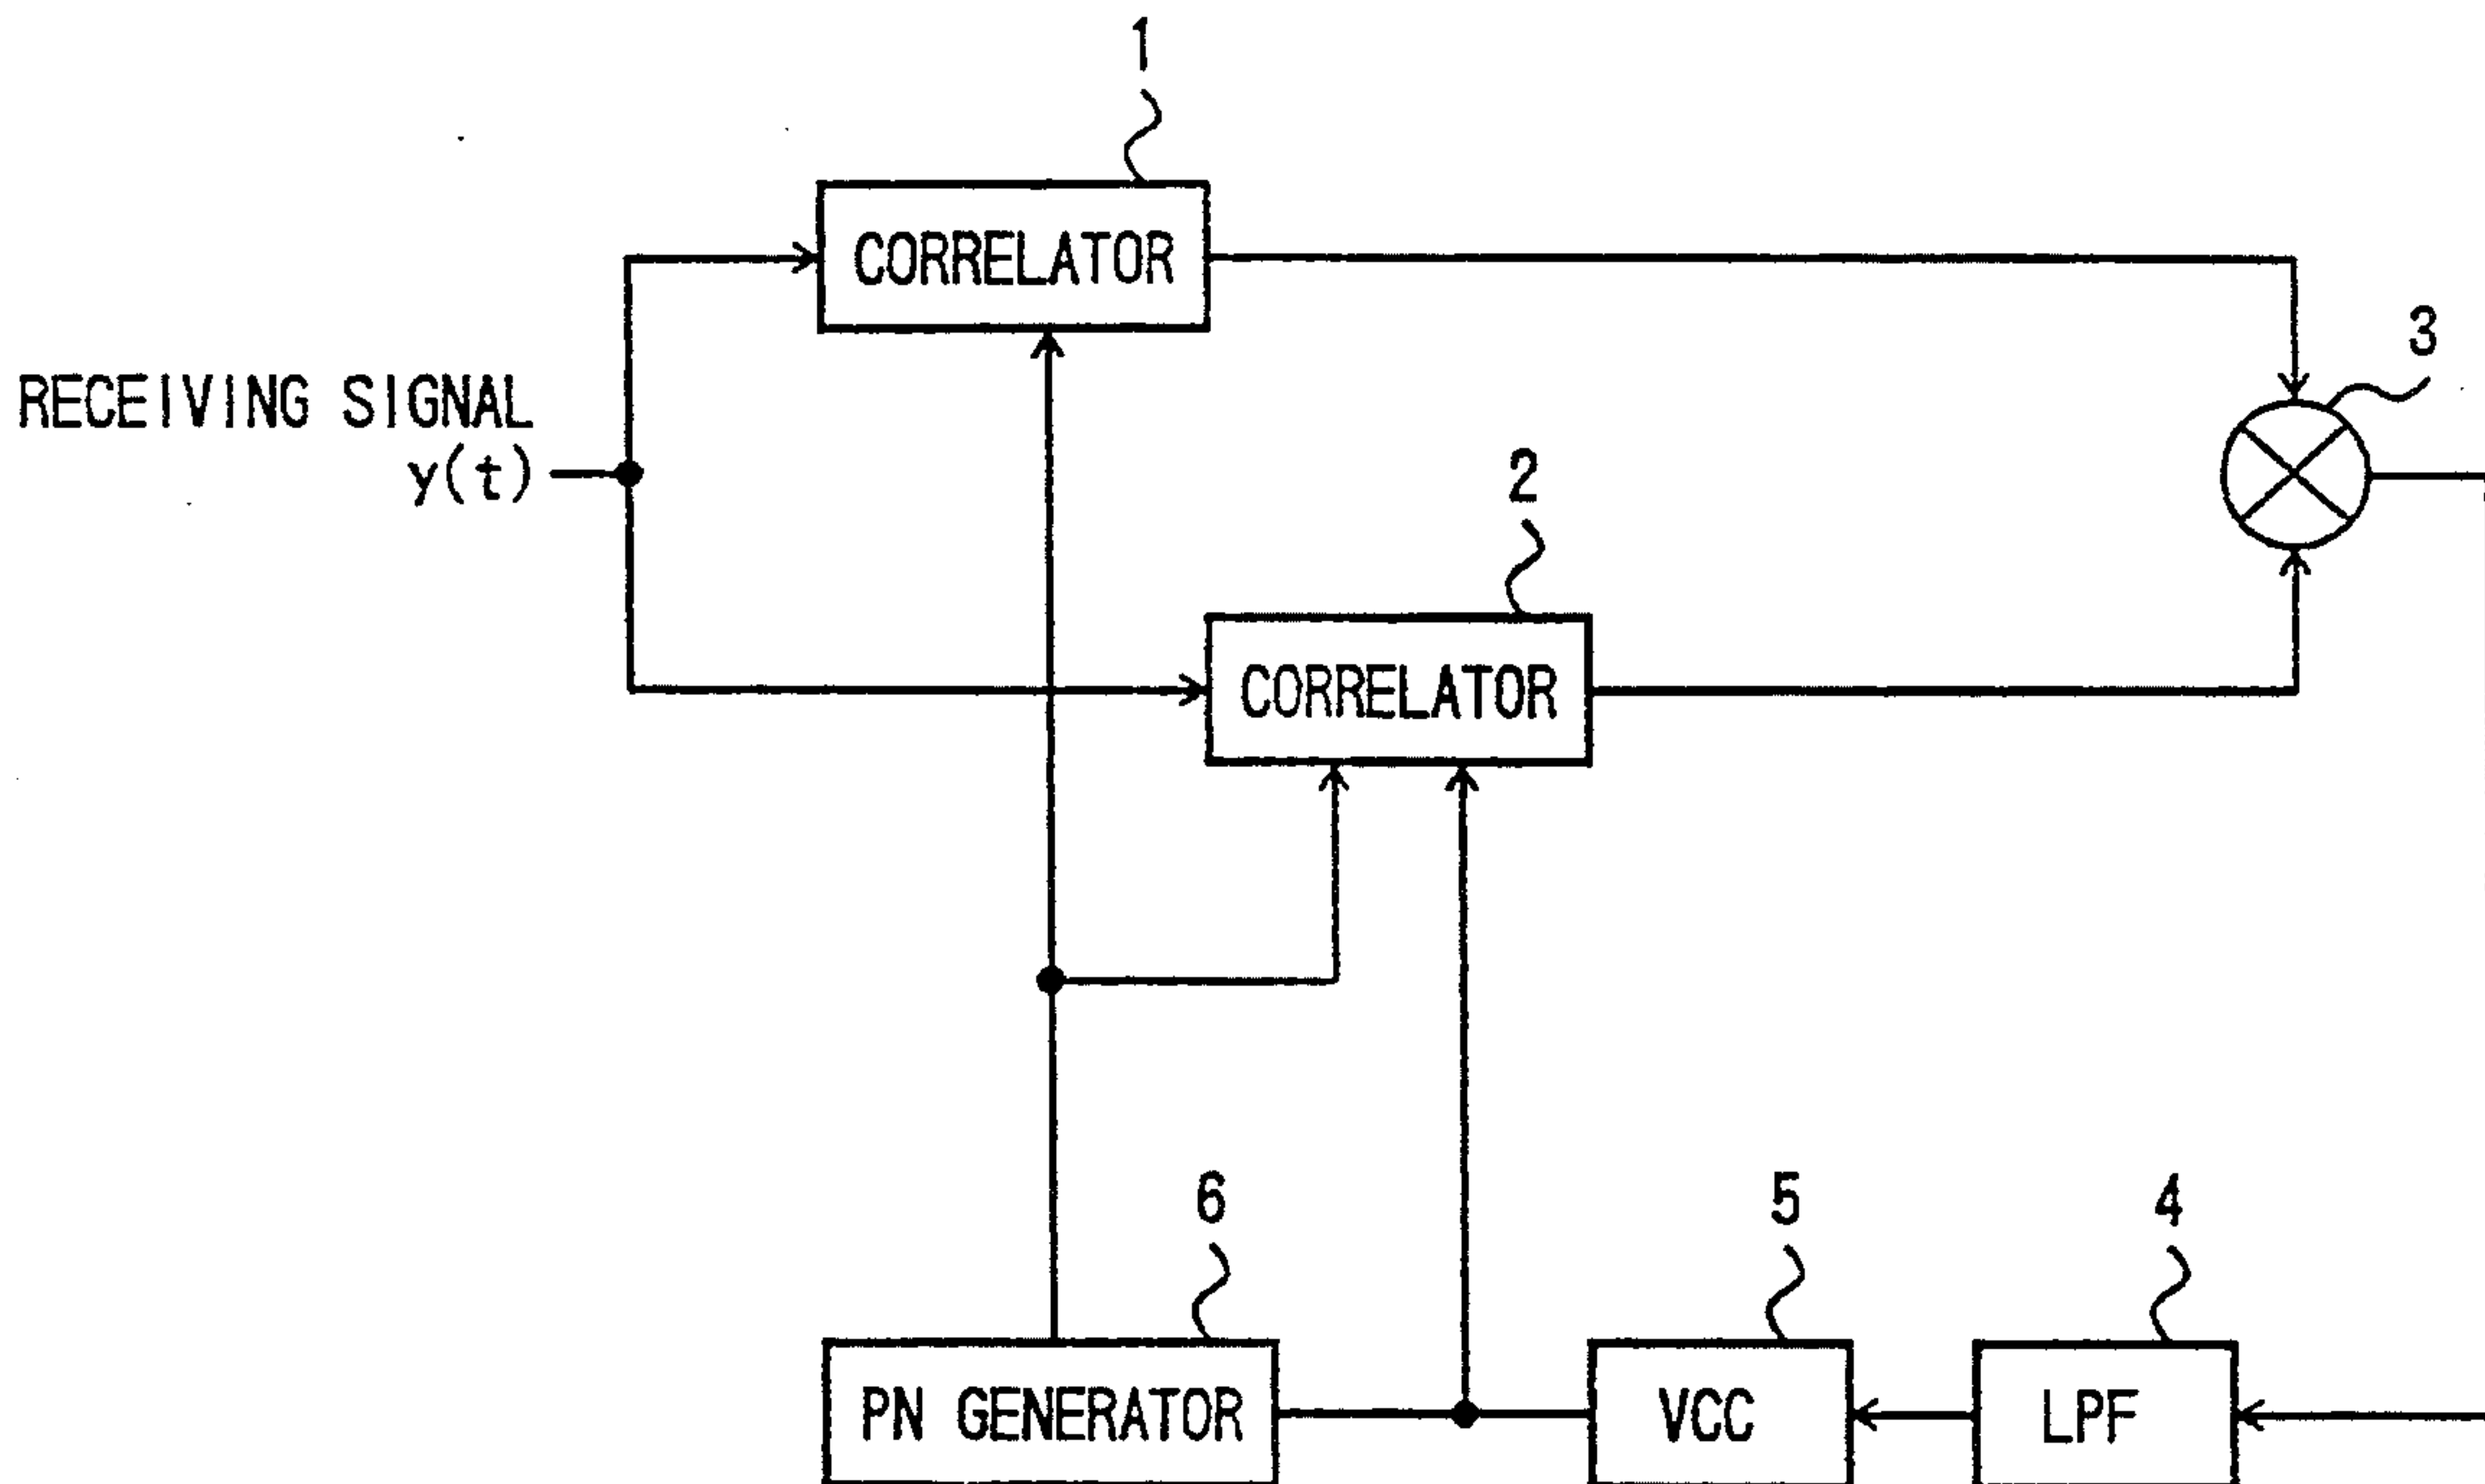 1
CORRELATOR
3
RECEIVING SIGNAL
y(t)
2
CORRELATOR
6
5
4
PN GENERATOR
VCC
LPF